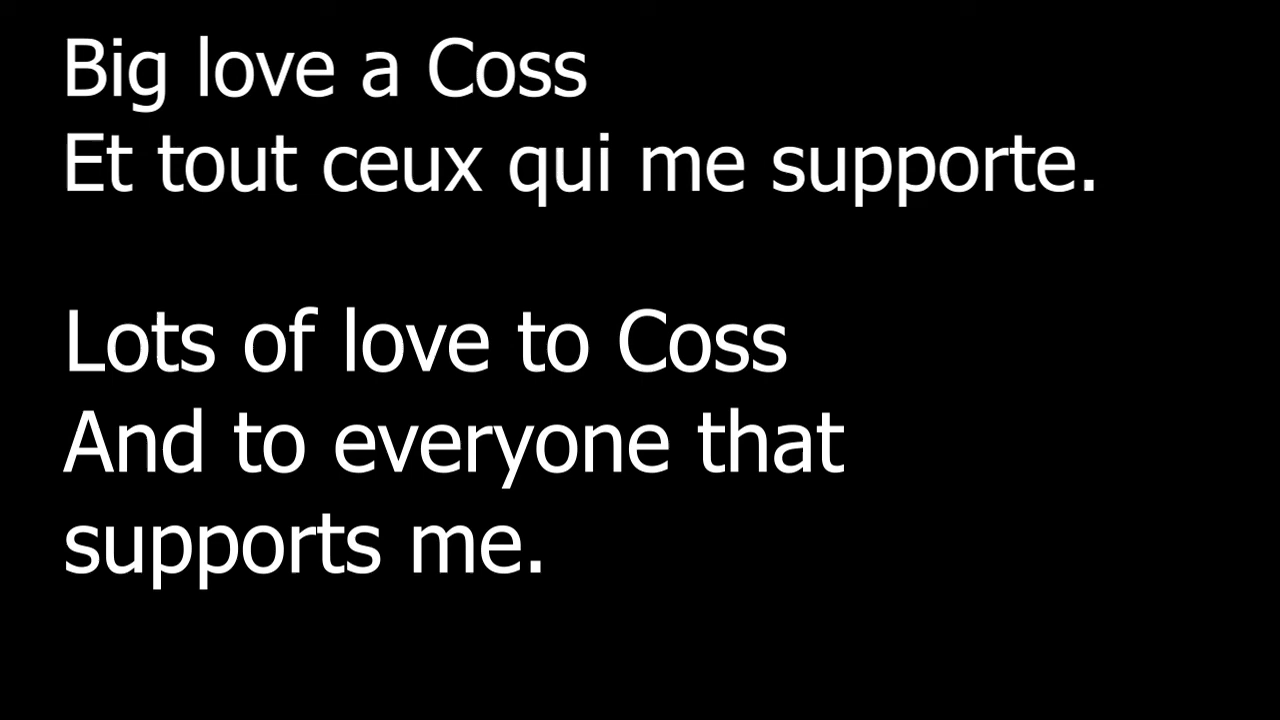 Big love a Coss
Et tout ceux qui me supporte.
Lots of love to Coss
And to everyone that
supports me.